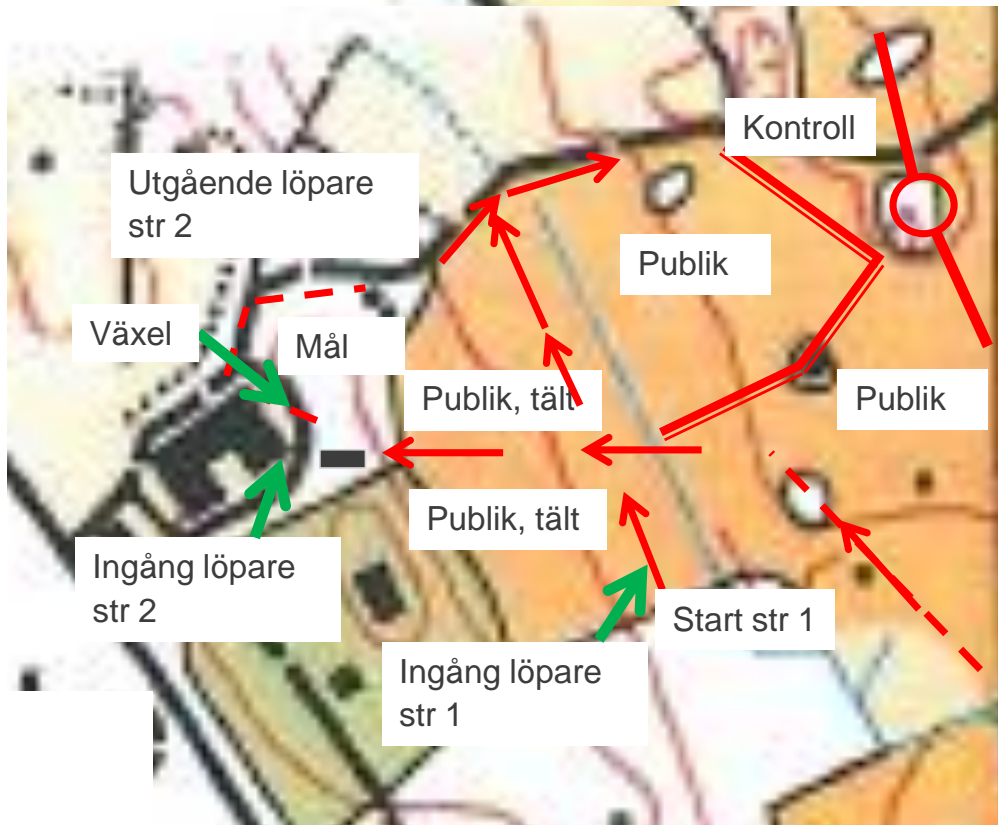 Kontroll
Utgående löpare
str 2
Publik
Växel
Mål
Publik, tält
Publik
Publik, tält
Ingång löpare
str 2
Start str 1
Ingång löpare
str 1